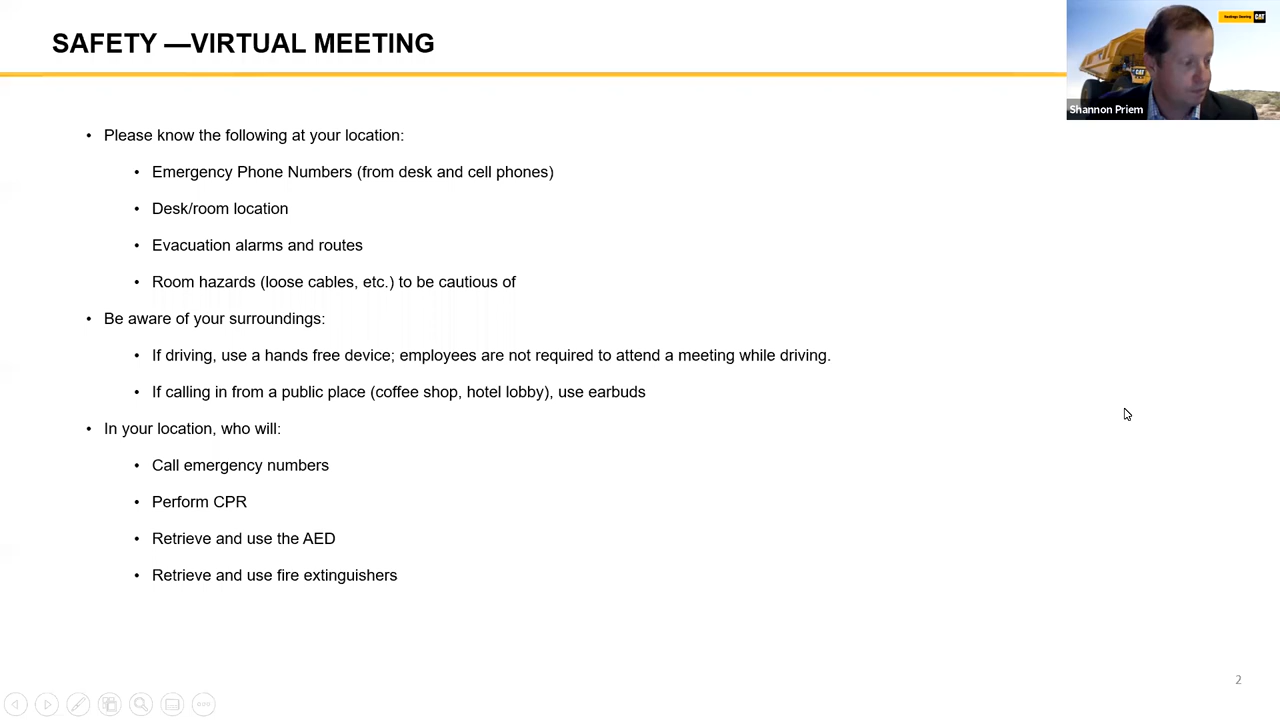 SAFETY —VIRTUAL MEETING
CAT
CAT
Shannon Priem
• Please know the following at your location:
• Emergency Phone Numbers (from desk and cell phones)
• Desk/room location
• Evacuation alarms and routes
• Room hazards (loose cables, etc.) to be cautious of
• Be aware of your surroundings:
• If driving, use a hands free device; employees are not required to attend a meeting while driving.
• If calling in from a public place (coffee shop, hotel lobby), use earbuds
• In your location, who will:
• Call emergency numbers
• Perform CPR
• Retrieve and use the AED
• Retrieve and use fire extinguishers
2